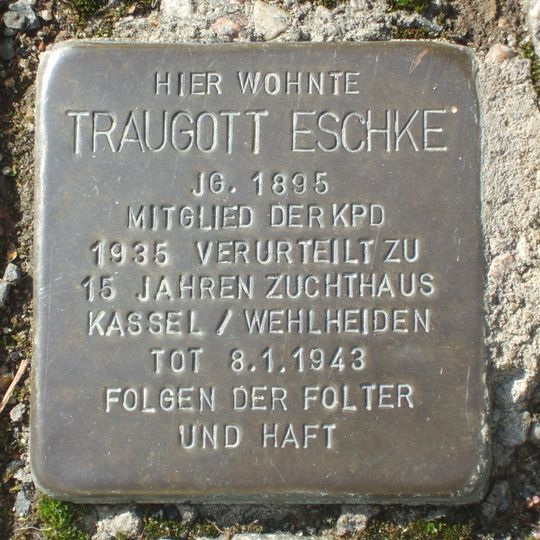 HIER WOHNTE
TRAUGOTT ESCHKE
JG. 1895
MITGLIED DER KPD
1935 VERURTEILT ZU
15 JAHREN ZUCHTHAUS
KASSEL / WEHLHEIDEN
TOT 8.1.1943
FOLGEN DER FOLTER
UND HAFT